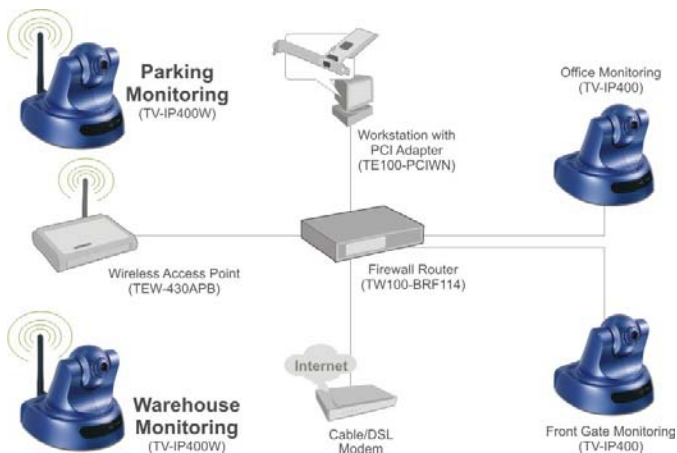 Parking
Monitoring
(TV-IP400W)
Workstation with
PCI Adapter
(TE100-PCIWN)
Office Monitoring
(TV-IP400)
Wireless Access Point
(TEW-430APB)
Firewall Router
(TW100-BRF114)
Internet
Warehouse
Monitoring
(TV-IP400W)
Cable/DSL
Modem
Front Gate Monitoring
(TV-IP400)